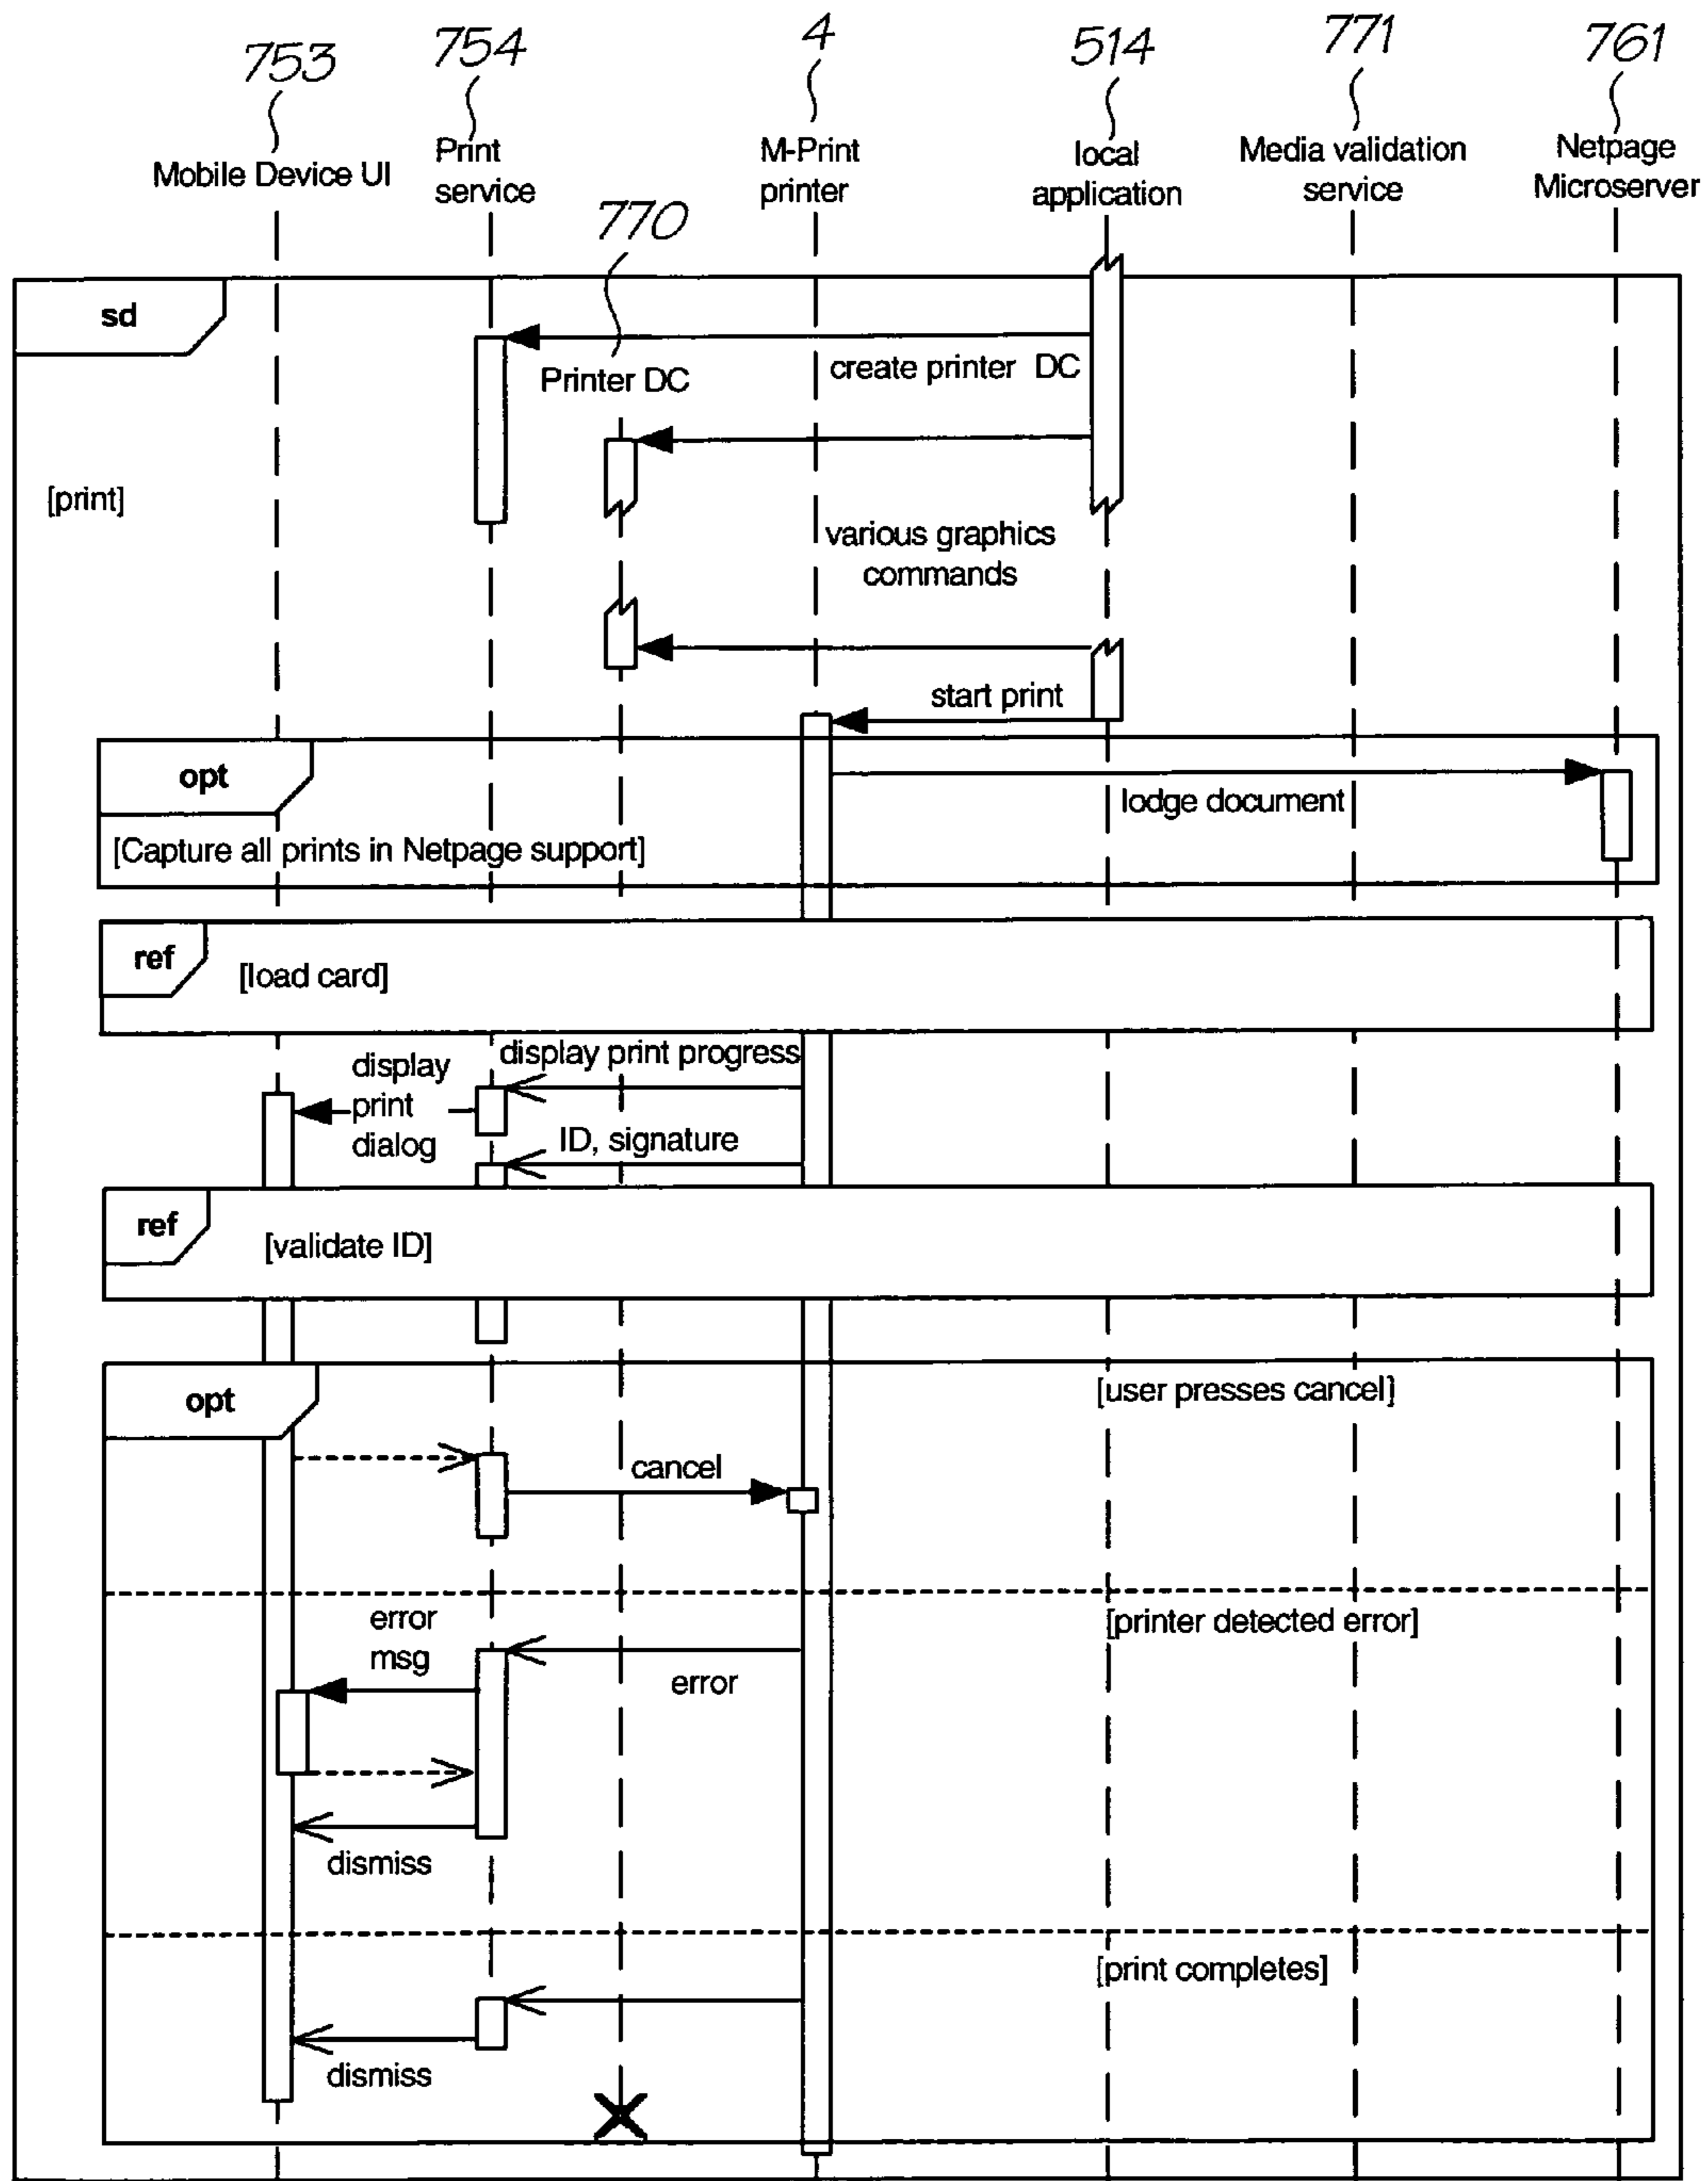 753
754
4
514
771
761
Mobile Device UI
Print
service
M-Print
printer
local
application
Media validation
service
Netpage
Microserver
770
sd
Printer DC
create printer DC
[print]
various graphics
commands
start print
opt
lodge document
[Capture all prints in Netpage support]
ref
[load card]
display print progress
display
print
dialog
ID, signature
ref
[validate ID]
opt
[user presses cancel]
cancel
[printer detected error]
error
msg
error
dismiss
[print completes]
dismiss